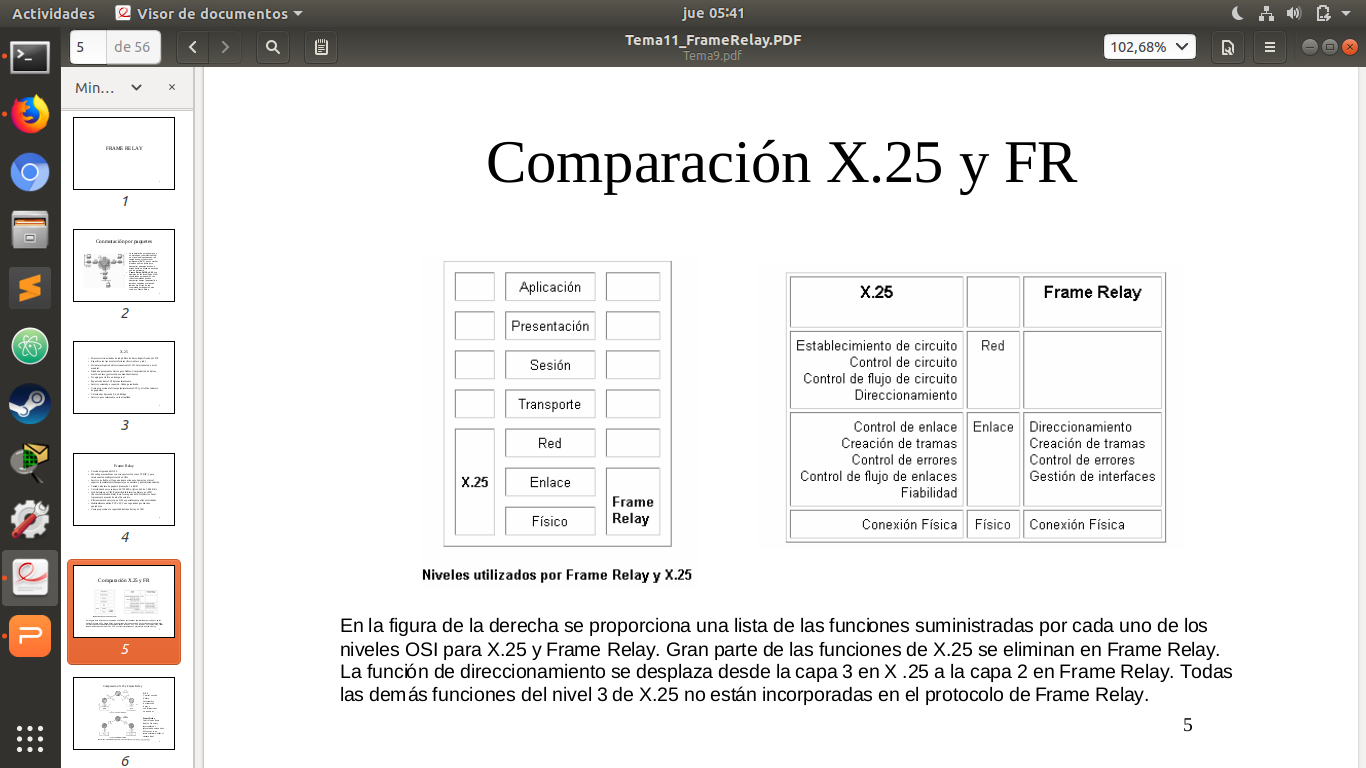 Actividades
Visor de documentos
jue 05:41
5
de 56
Tema11_FrameRelay.PDF
Tema9.pdf
102,68%
Min...
FRAME RELAY
1
Conmutación por paquetes
2
X.25
3
Frame Relay
4
Comparación X.25 y FR
5
6
Comparación X.25 y FR
Aplicación
Presentación
Sesión
Transporte
Red
X.25
Enlace
Frame
Relay
Físico
Niveles utilizados por Frame Relay y X.25
X.25
Frame Relay
Establecimiento de circuito
Control de circuito
Control de flujo de circuito
Direccionamiento
Red
Control de enlace
Creación de tramas
Control de errores
Control de flujo de enlaces
Fiabilidad
Enlace
Direccionamiento
Creación de tramas
Control de errores
Gestión de interfaces
Conexión Física
Físico
Conexión Física
En la figura de la derecha se proporciona una lista de las funciones suministradas por cada uno de los
niveles OSI para X.25 y Frame Relay. Gran parte de las funciones de X.25 se eliminan en Frame Relay.
La función de direccionamiento se desplaza desde la capa 3 en X .25 a la capa 2 en Frame Relay. Todas
las demás funciones del nivel 3 de X.25 no están incorporadas en el protocolo de Frame Relay.
5